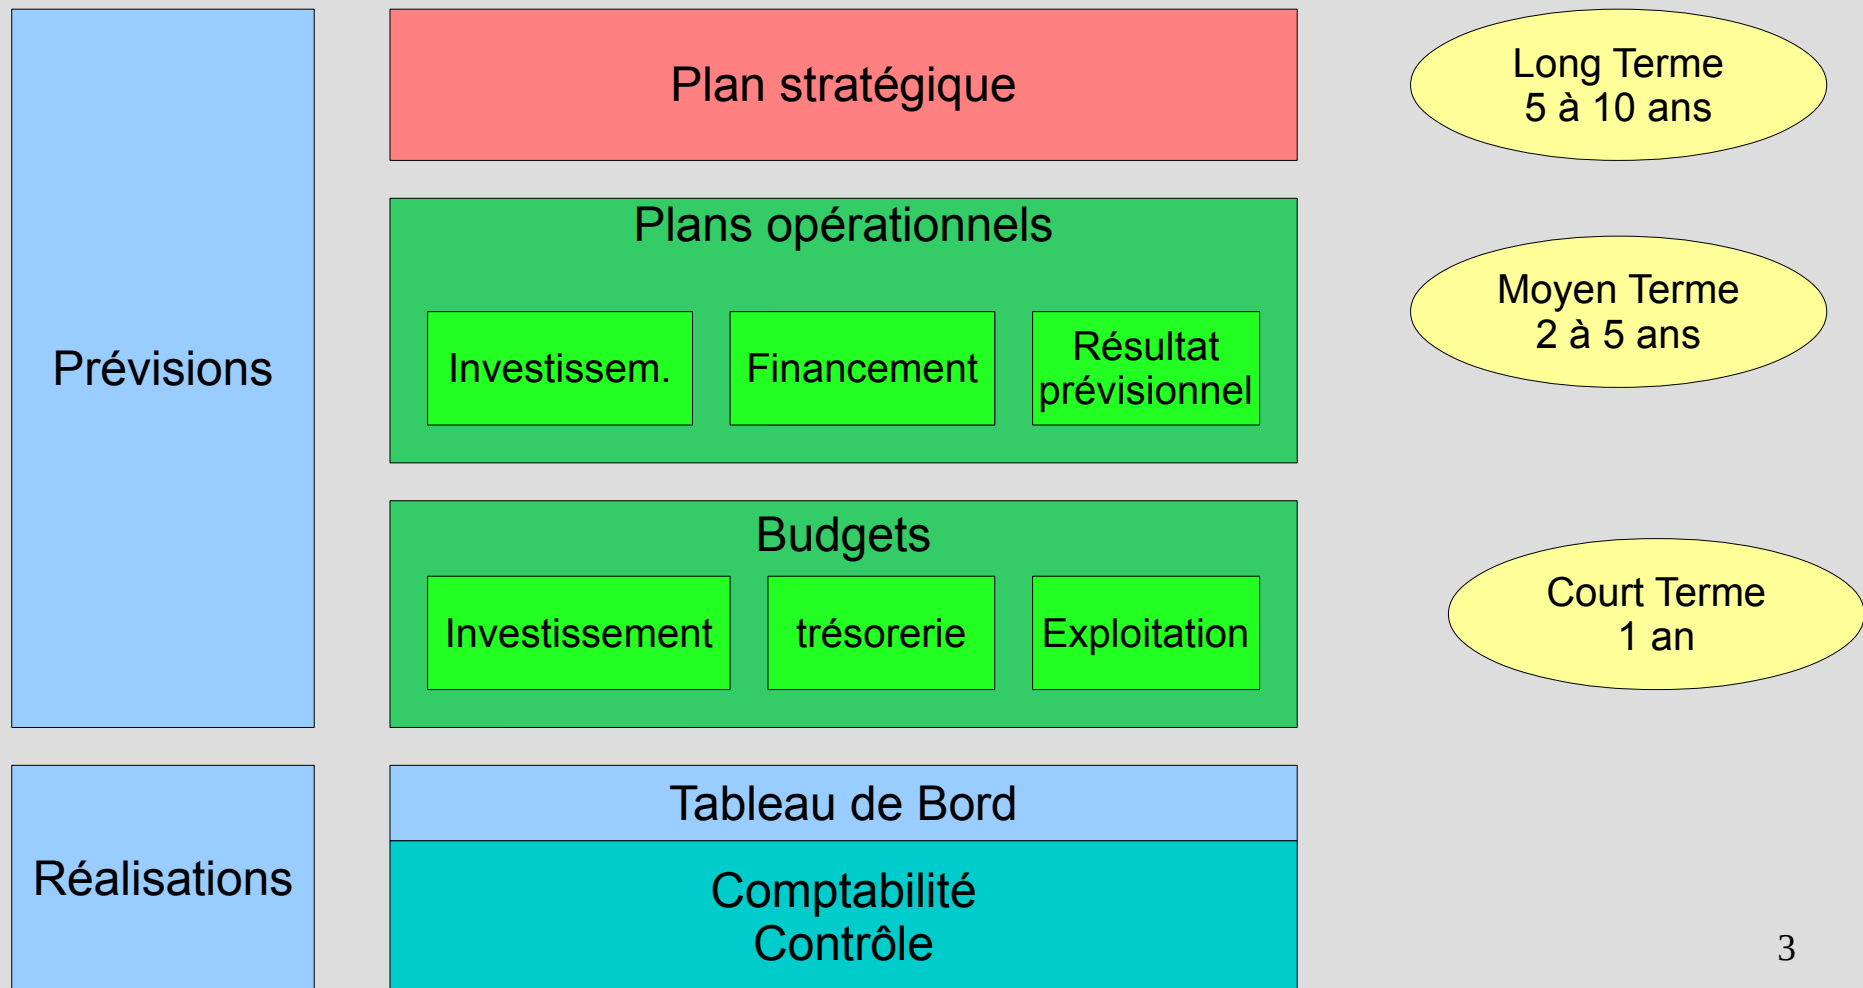 Prévisions
Plan stratégique
Long Terme
5 à 10 ans
Plans opérationnels
Investissem.
Financement
Résultat
prévisionnel
Moyen Terme
2 à 5 ans
Budgets
Investissement
trésorerie
Exploitation
Court Terme
1 an
Réalisations
Tableau de Bord
Comptabilité
Contrôle
3